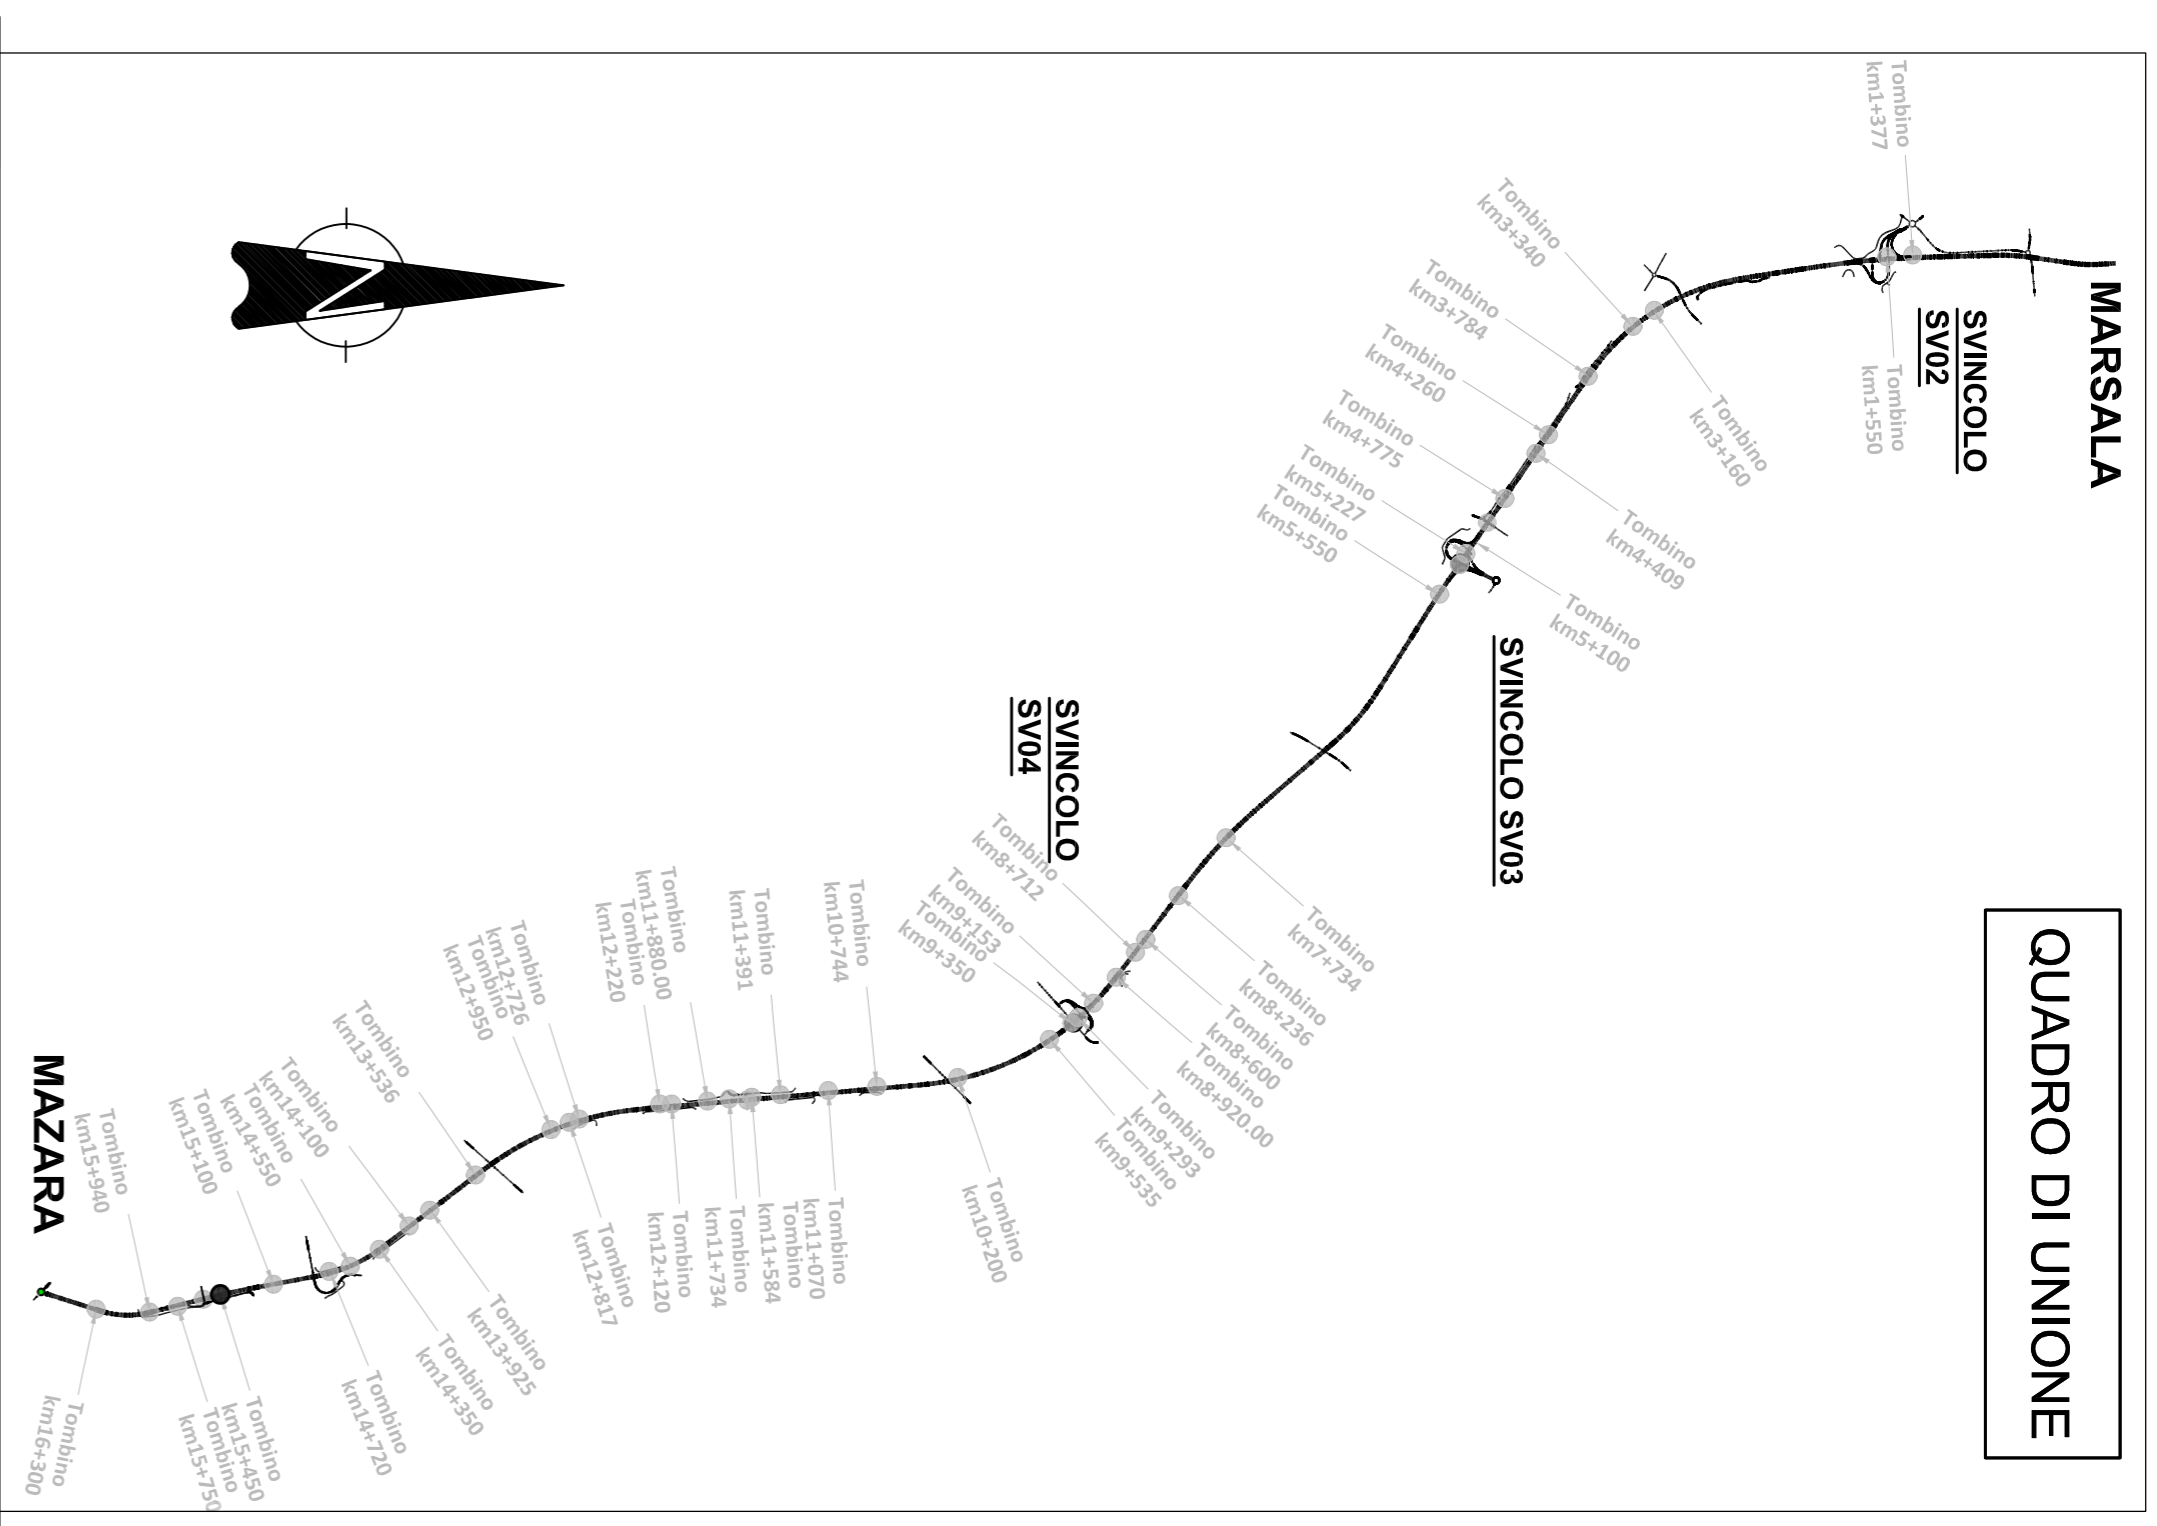 QUADRO DI UNIONE
MARSALA
SVINCOLO
SV02
Tombino
km1+377
Tombino
km1+550
Tombino
km3+160
Tombino
km3+340
Tombino
km3+784
Tombino
km4+260
Tombino
km4+409
Tombino
km4+775
Tombino
km5+100
Tombino
km5+227
Tombino
km5+550
SVINCOLO SV03
SVINCOLO
SV04
Tombino
km7+734
Tombino
km8+236
Tombino
km8+600
Tombino
km8+712
Tombino
km8+920.00
Tombino
km9+153
Tombino
km9+293
Tombino
km9+350
Tombino
km9+535
Tombino
km10+200
Tombino
km10+744
Tombino
km11+070
Tombino
km11+391
Tombino
km11+584
Tombino
km11+734
Tombino
km11+880.00
Tombino
km12+120
Tombino
km12+220
Tombino
km12+726
Tombino
km12+817
Tombino
km12+950
Tombino
km13+536
Tombino
km13+925
Tombino
km14+100
Tombino
km14+350
Tombino
km14+550
Tombino
km14+720
Tombino
km15+100
Tombino
km15+450
Tombino
km15+750
Tombino
km15+940
Tombino
km16+300
MAZARA
N